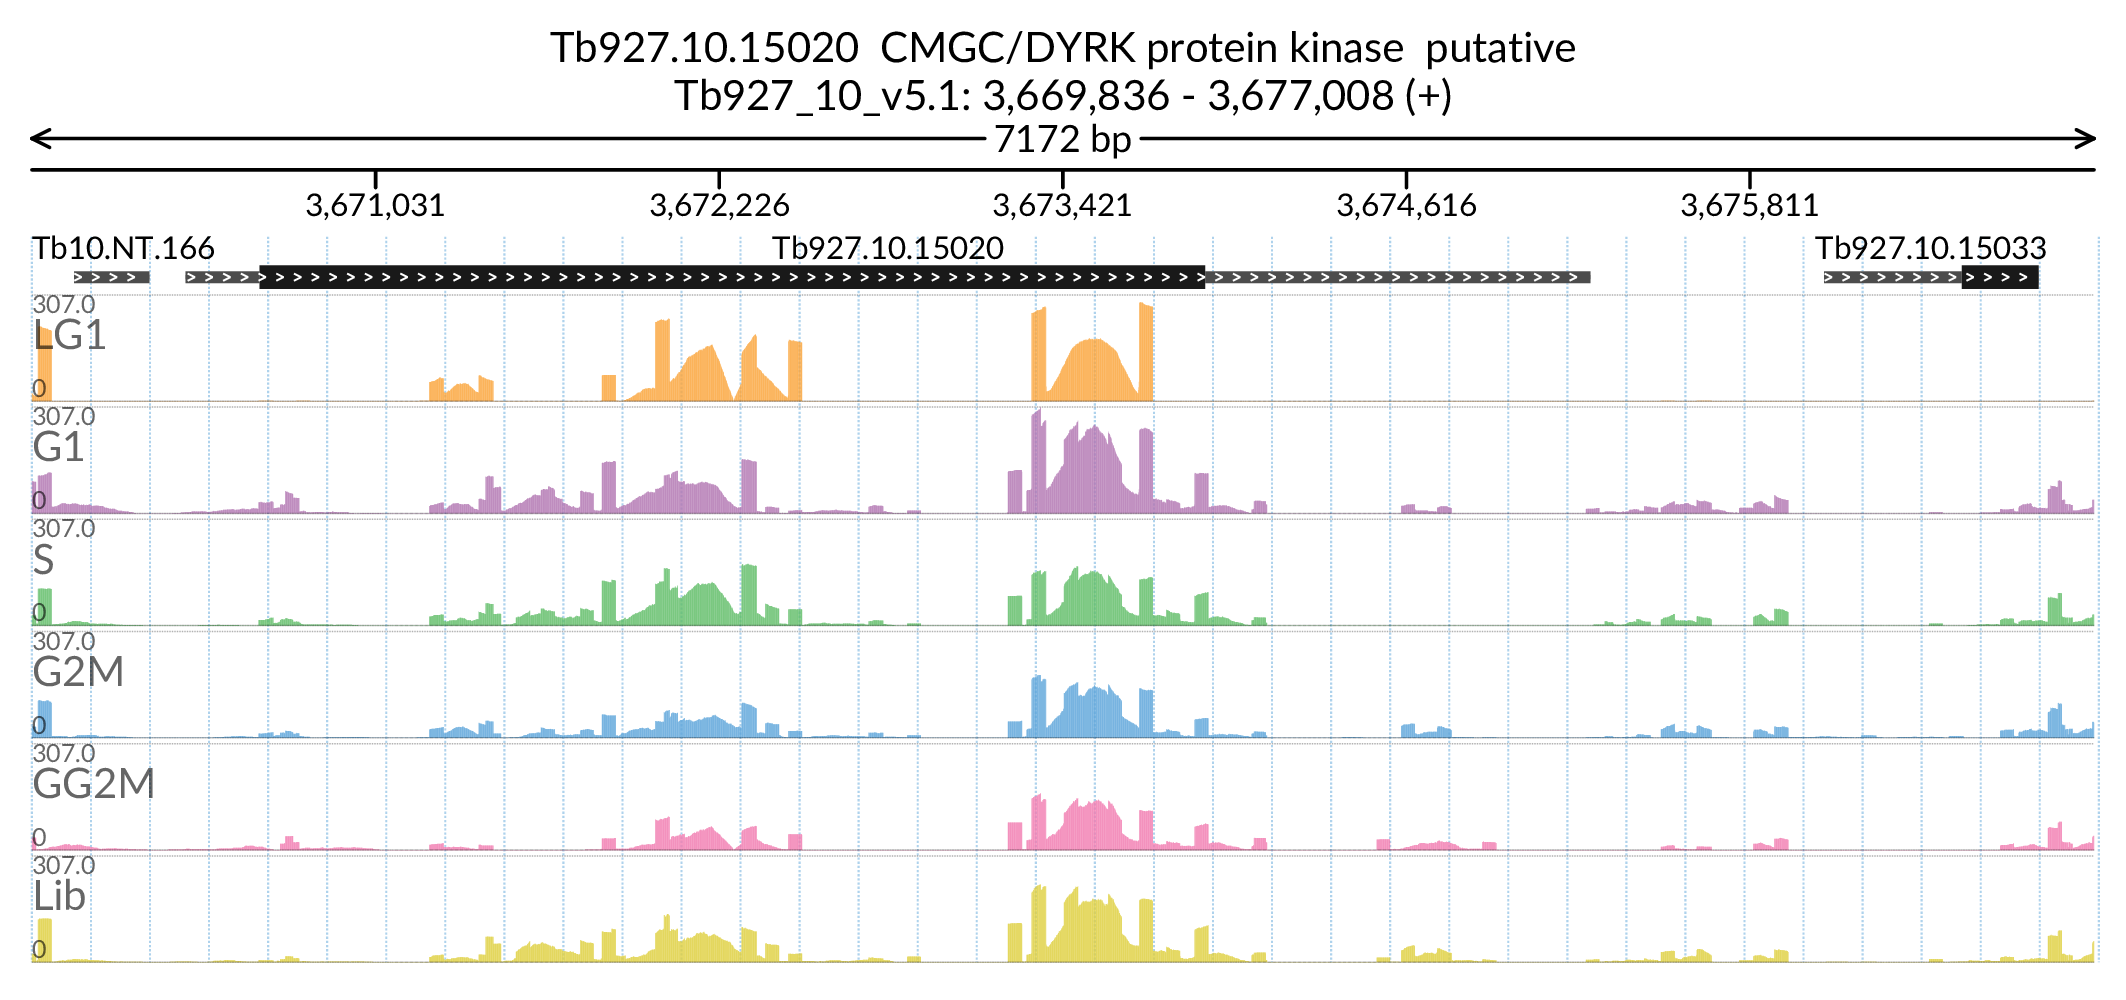 Tb927.10.15020  CMGC/DYRK protein kinase  putative
Tb927_10_v5.1: 3,669,836 - 3,677,008 (+)
7172 bp
3,671,031 3,672,226 3,673,421 3,674,616 3,675,811
Tb10.NT.166 Tb927.10.15020 Tb927.10.15033
307.0
LG1
0
307.0
G1
0
307.0
S
0
307.0
G2M
0
307.0
GG2M
0
307.0
Lib
0